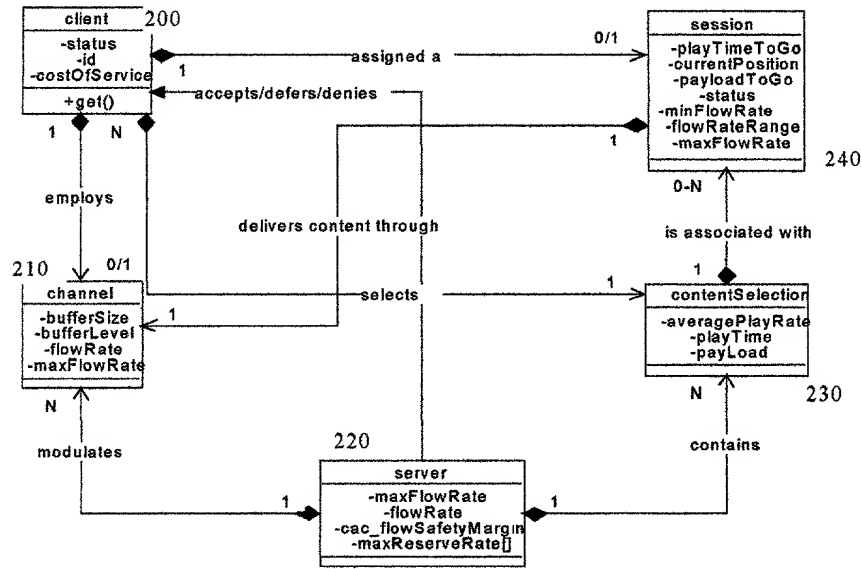 client
200
-status
-id
-costOfService
+get()
1
assigned a
0/1
session
-playTimeToGo
-currentPosition
-payloadToGo
-status
-minFlowRate
-flowRateRange
-maxFlowRate
240
accepts/defers/denies
1
N
1
0-N
employs
delivers content through
is associated with
210
0/1
1
channel
-bufferSize
-bufferLevel
-flowRate
-maxFlowRate
1
selects
1
contentSelection
-averagePlayRate
-playTime
-payLoad
N
N
230
modulates
220
contains
server
1
1
-maxFlowRate
-flowRate
-cac_flowSafetyMargin
-maxReserveRate[]